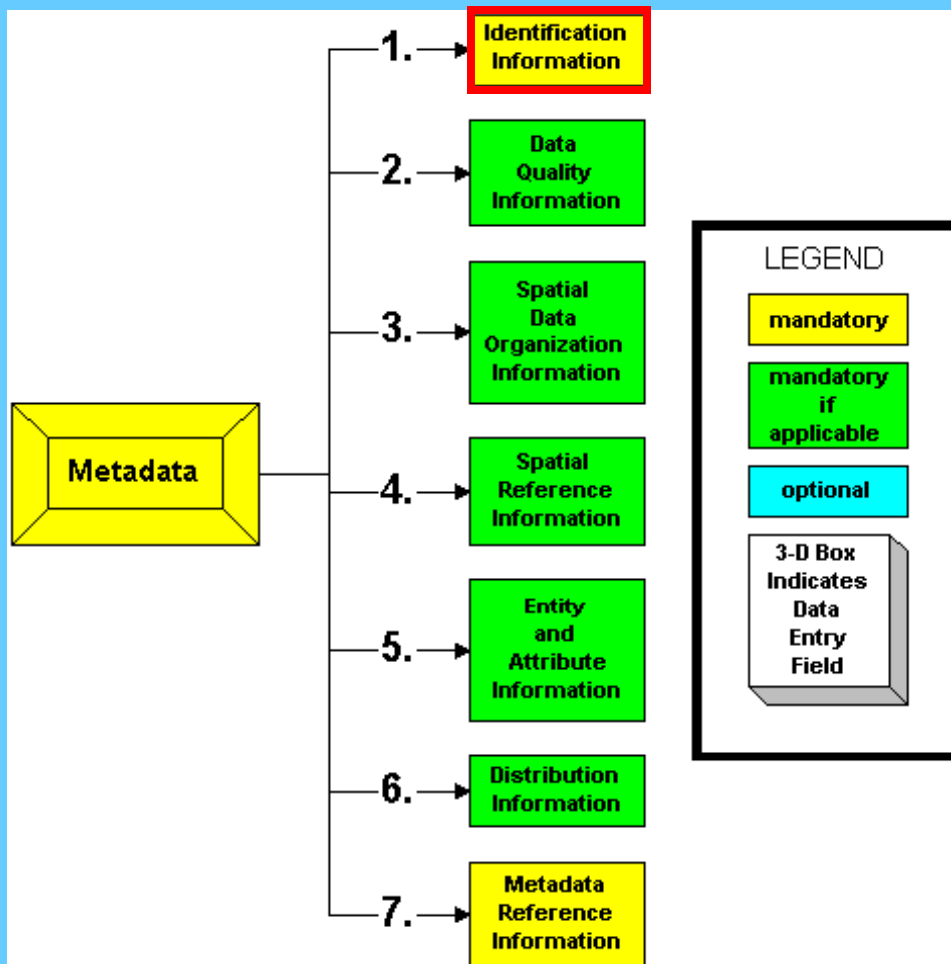 1.
Identification
Information
2.
Data
Quality
Information
3.
Spatial
Data
Organization
Information
Metadata
4.
Spatial
Reference
Information
5.
Entity
and
Attribute
Information
6.
Distribution
Information
7.
Metadata
Reference
Information
LEGEND
mandatory
mandatory
if
applicable
optional
3-D Box
Indicates
Data
Entry
Field